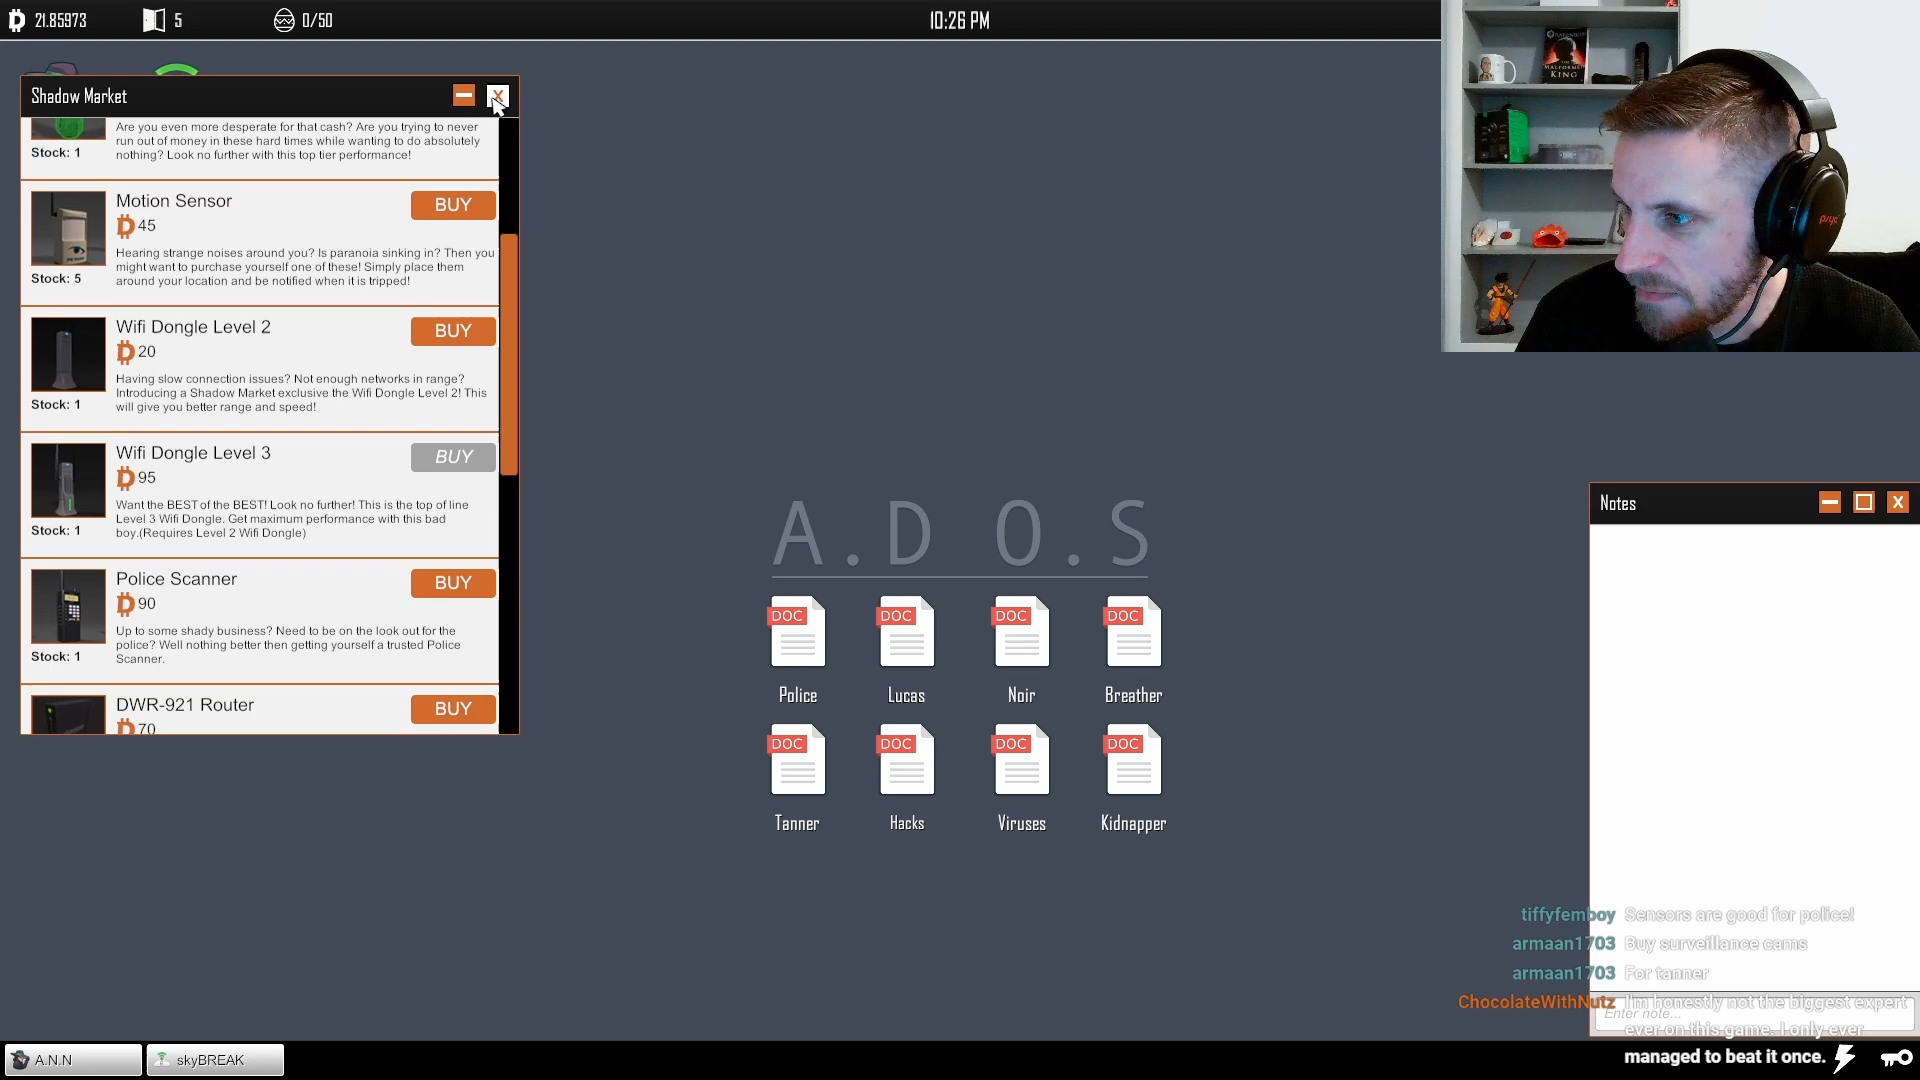 21.85973
5
0/50
10:26 PM
Shadow Market
Are you even more desperate for that cash? Are you trying to never
run out of money in these hard times while wanting to do absolutely
nothing? Look no further with this top tier performance!
Stock: 1
Motion Sensor
BUY
45
Hearing strange noises around you? Is paranoia sinking in? Then you
might want to purchase yourself one of these! Simply place them
around your location and be notified when it is tripped!
Stock: 5
Wifi Dongle Level 2
BUY
20
Having slow connection issues? Not enough networks in range?
Introducing a Shadow Market exclusive the Wifi Dongle Level 2! This
will give you better range and speed!
Stock: 1
Wifi Dongle Level 3
BUY
95
Want the BEST of the BEST! Look no further! This is the top of line
Level 3 Wifi Dongle. Get maximum performance with this bad
boy.(Requires Level 2 Wifi Dongle)
Stock: 1
Police Scanner
BUY
90
Up to some shady business? Need to be on the look out for the
police? Well nothing better then getting yourself a trusted Police
Scanner.
Stock: 1
DWR-921 Router
BUY
70
A.D O.S
DOC DOC DOC DOC
Police Lucas Noir Breather
DOC DOC DOC DOC
Tanner Hacks Viruses Kidnapper
MALFORMED
KING
psyc
Notes
Enter note...
tiffyfemboy Sensors are good for police!
armaan1703 Buy surveillance cams
armaan1703 For tanner
ChocolateWithNutz I'm honestly not the biggest expert
ever on this game. I only ever
managed to beat it once.
A.N.N
skyBREAK